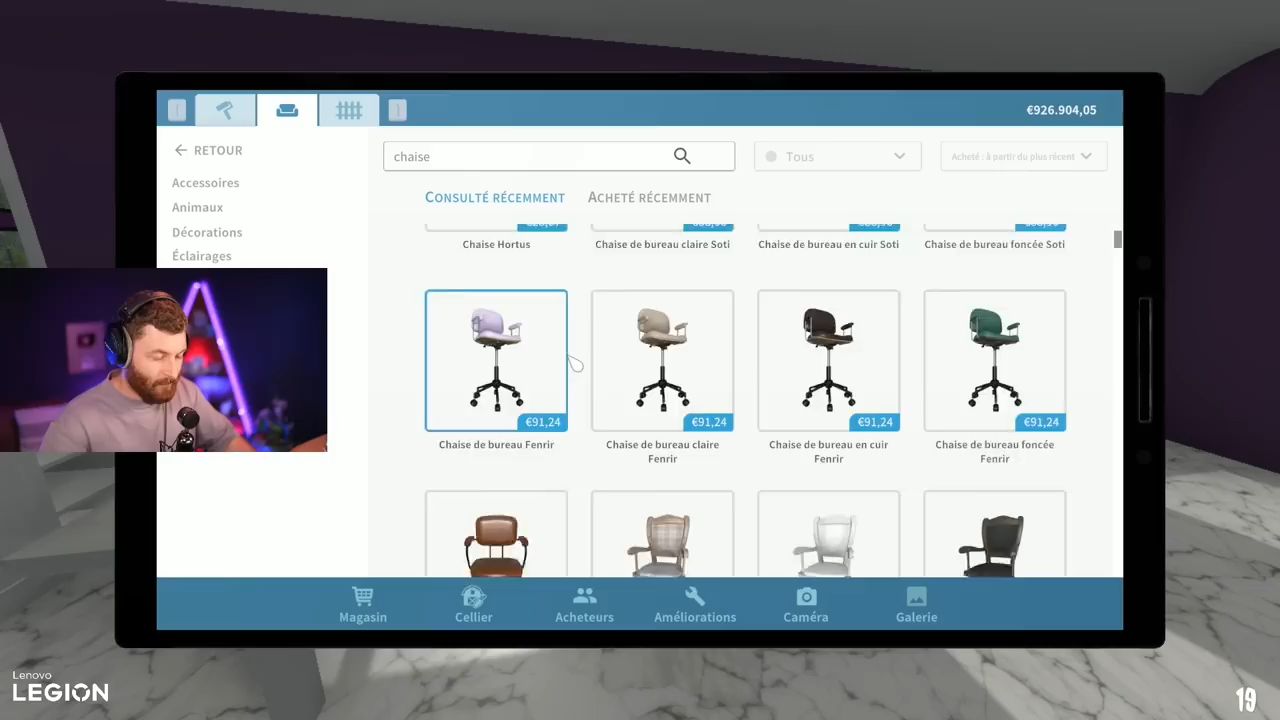 €926.904,05
RETOUR
chaise
Tous
Acheté : à partir du plus récent
Accessoires
Animaux
Décorations
Éclairages
CONSULTÉ RÉCEMMENT
ACHETÉ RÉCEMMENT
Chaise Hortus
Chaise de bureau claire Soti
Chaise de bureau en cuir Soti
Chaise de bureau foncée Soti
€91,24
€91,24
€91,24
€91,24
Chaise de bureau Fenrir
Chaise de bureau claire
Fenrir
Chaise de bureau en cuir
Fenrir
Chaise de bureau foncée
Fenrir
Magasin
Cellier
Acheteurs
Améliorations
Caméra
Galerie
Lenovo
LEGION
19